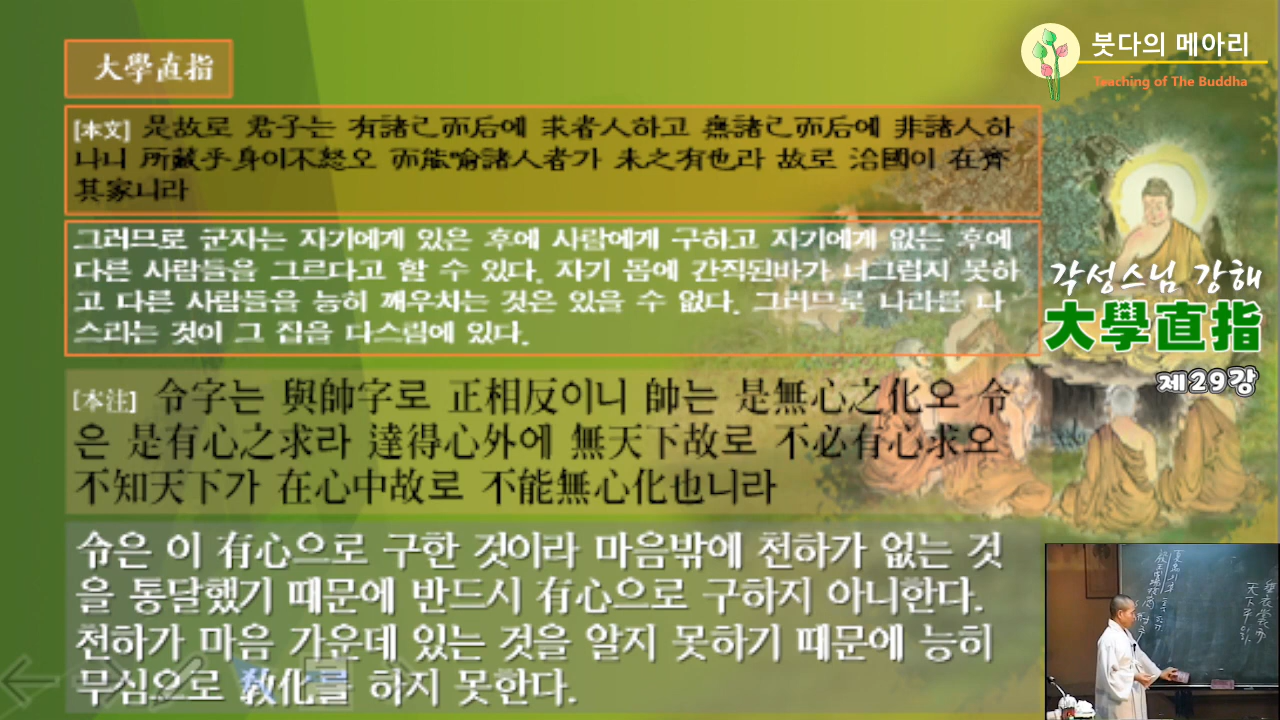 大學直指
[本文] 是故로 君子는 有諸己而后에 求諸人하고 無諸己而后에 非諸人하
나니 所藏乎身이不恕오 而能喩諸人者가 未之有也라 故로 治國이 在齊
其家니라
그러므로 군자는 자기에게 있은 후에 사람에게 구하고 자기에게 없는 후에
다른 사람들을 그르다고 할 수 있다. 자기 몸에 간직된바가 너그럽지 못하
고 다른 사람들을 능히 깨우치는 것은 있을 수 없다. 그러므로 나라를 다
스리는 것이 그 집을 다스림에 있다.
[本注] 令字는 與帥字로 正相反이니 帥는 是無心之化오 令
은 是有心之求라 達得心外에 無天下故로 不必有心求오
不知天下가 在心中故로 不能無心化也니라
令은 이 有心으로 구한 것이라 마음밖에 천하가 없는 것
을 통달했기 때문에 반드시 有心으로 구하지 아니한다.
천하가 마음 가운데 있는 것을 알지 못하기 때문에 능히
무심으로 敎化를 하지 못한다.
붓다의 메아리
Teaching of The Buddha
각성스님 강해
大學直指
제29강